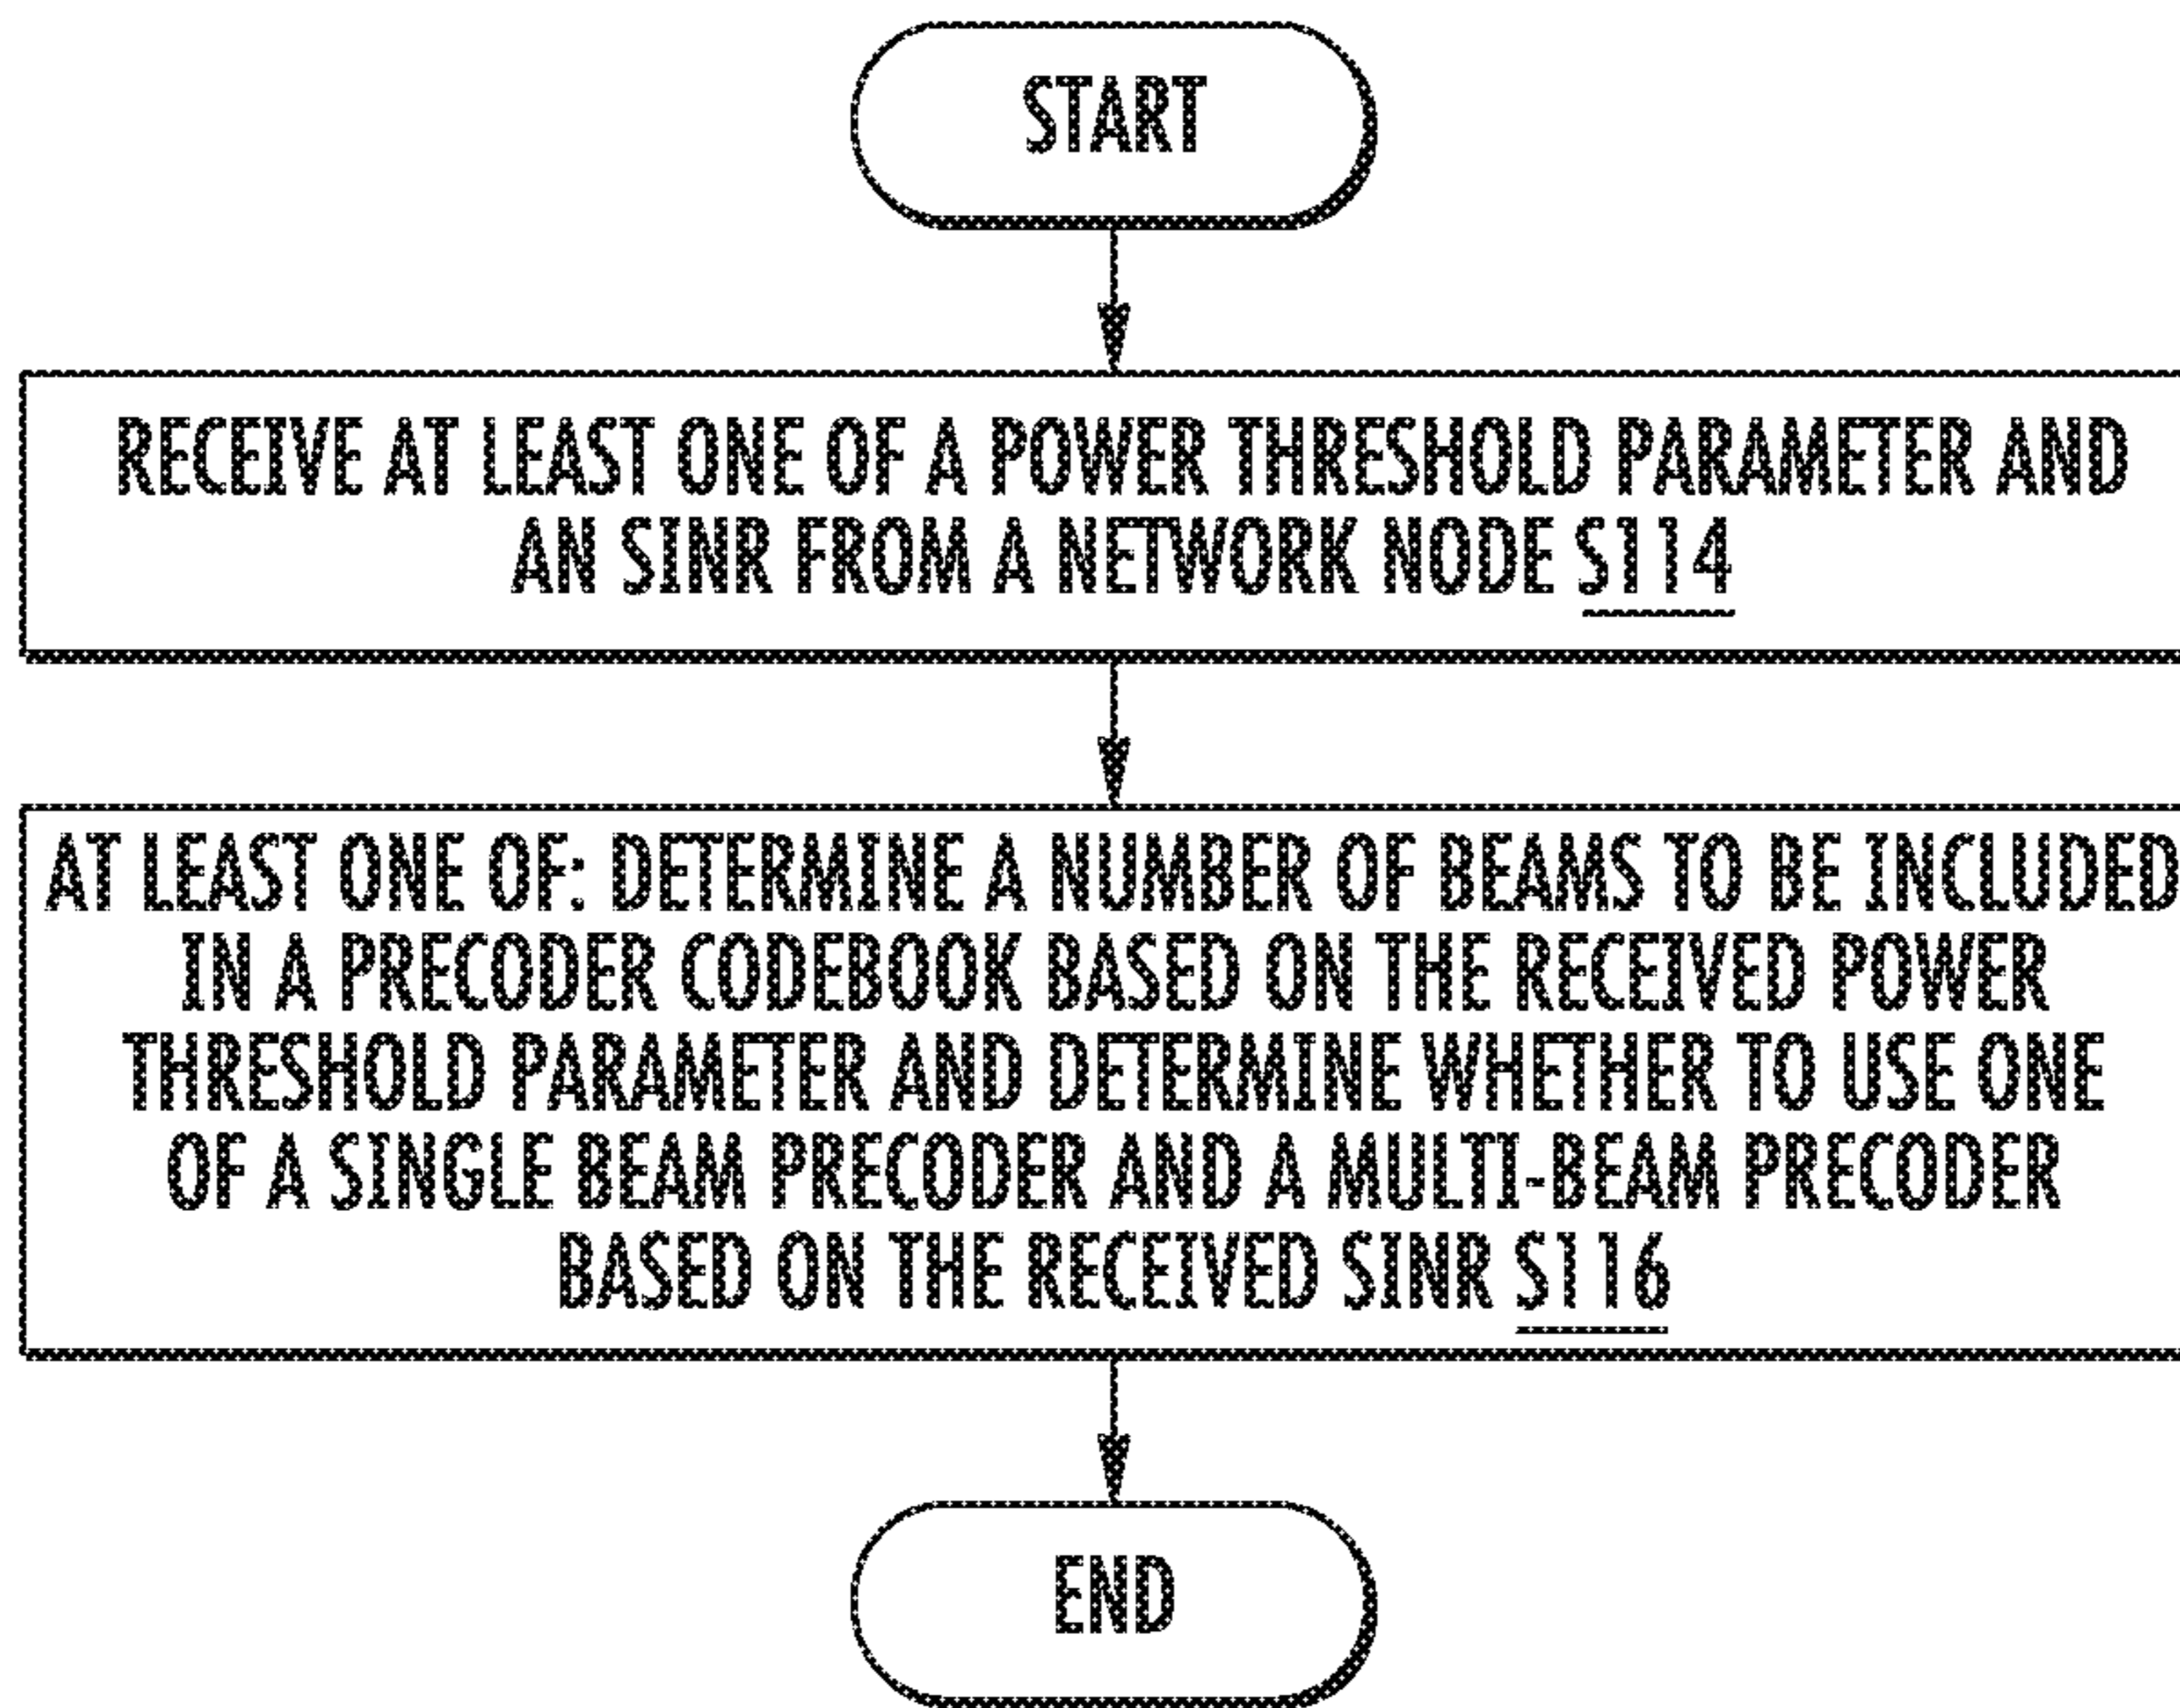 START
RECEIVE AT LEAST ONE OF A POWER THRESHOLD PARAMETER AND
AN SINR FROM A NETWORK NODE S114
AT LEAST ONE OF: DETERMINE A NUMBER OF BEAMS TO BE INCLUDED
IN A PRECODER CODEBOOK BASED ON THE RECEIVED POWER
THRESHOLD PARAMETER AND DETERMINE WHETHER TO USE ONE
OF A SINGLE BEAM PRECODER AND A MULTI-BEAM PRECODER
BASED ON THE RECEIVED SINR S116
END